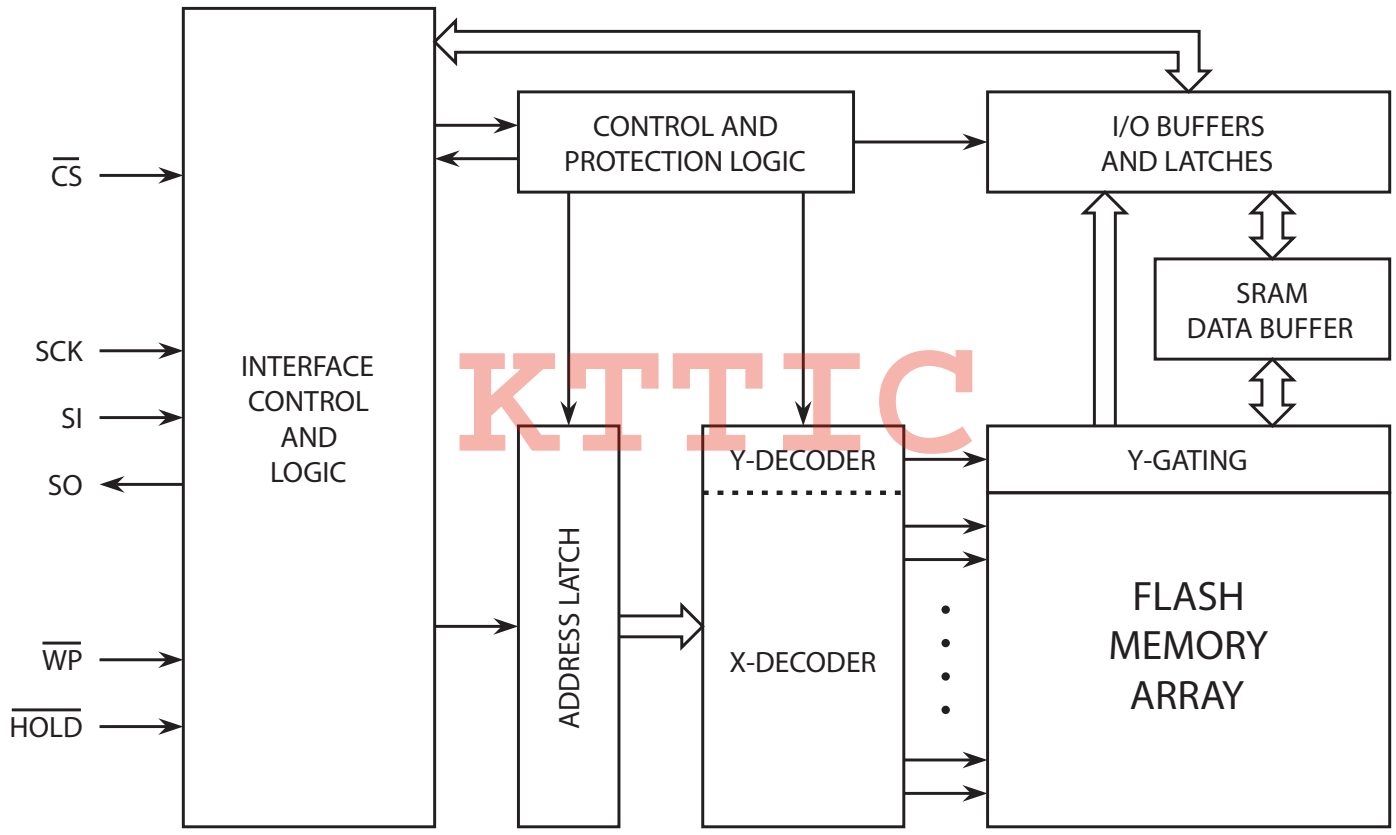 CONTROL AND
PROTECTION LOGIC
I/O BUFFERS
AND LATCHES
CS
SCK
SI
SO
WP
HOLD
INTERFACE
CONTROL
AND
LOGIC
SRAM
DATA BUFFER
KTTIC
ADDRESS LATCH
Y-DECODER
X-DECODER
Y-GATING
FLASH
MEMORY
ARRAY